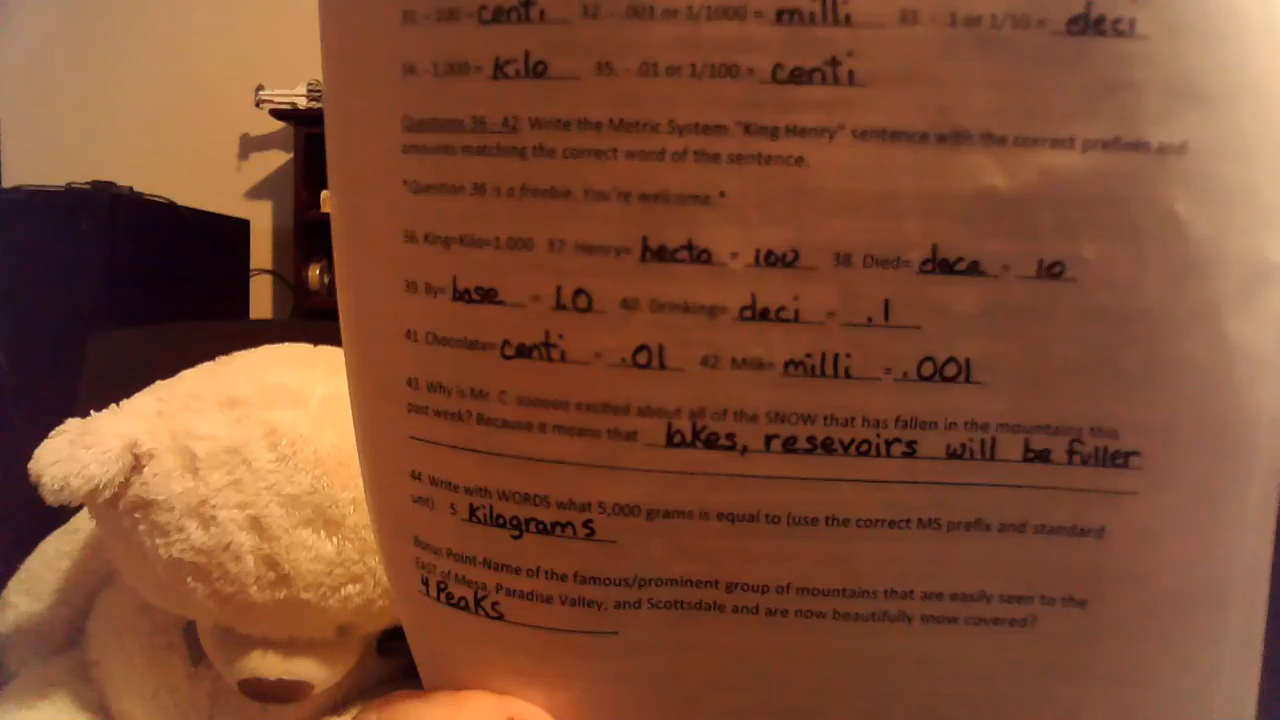 31. - 100 = centi 32. - .001 or 1/1000 = milli 33. - .1 or 1/10 = deci
34. - 1,000 = Kilo 35. - .01 or 1/100 = centi
Questions 36 - 42: Write the Metric System "King Henry" sentence with the correct prefixes and
amounts matching the correct word of the sentence.
*Question 36 is a freebie. You're welcome.*
36. King=Kilo=1,000 37. Henry= hecto = 100 38. Died= deca = 10
39. By= base = 1.0 40. Drinking= deci = .1
41. Chocolate= centi = .01 42. Milk= milli = .001
43. Why is Mr. C. sooooo excited about all of the SNOW that has fallen in the mountains this
past week? Because it means that lakes, resevoirs will be fuller
44. Write with WORDS what 5,000 grams is equal to (use the correct MS prefix and standard
unit) 5 Kilograms
Bonus Point-Name of the famous/prominent group of mountains that are easily seen to the
EAST of Mesa, Paradise Valley, and Scottsdale and are now beautifully snow covered?
4 Peaks